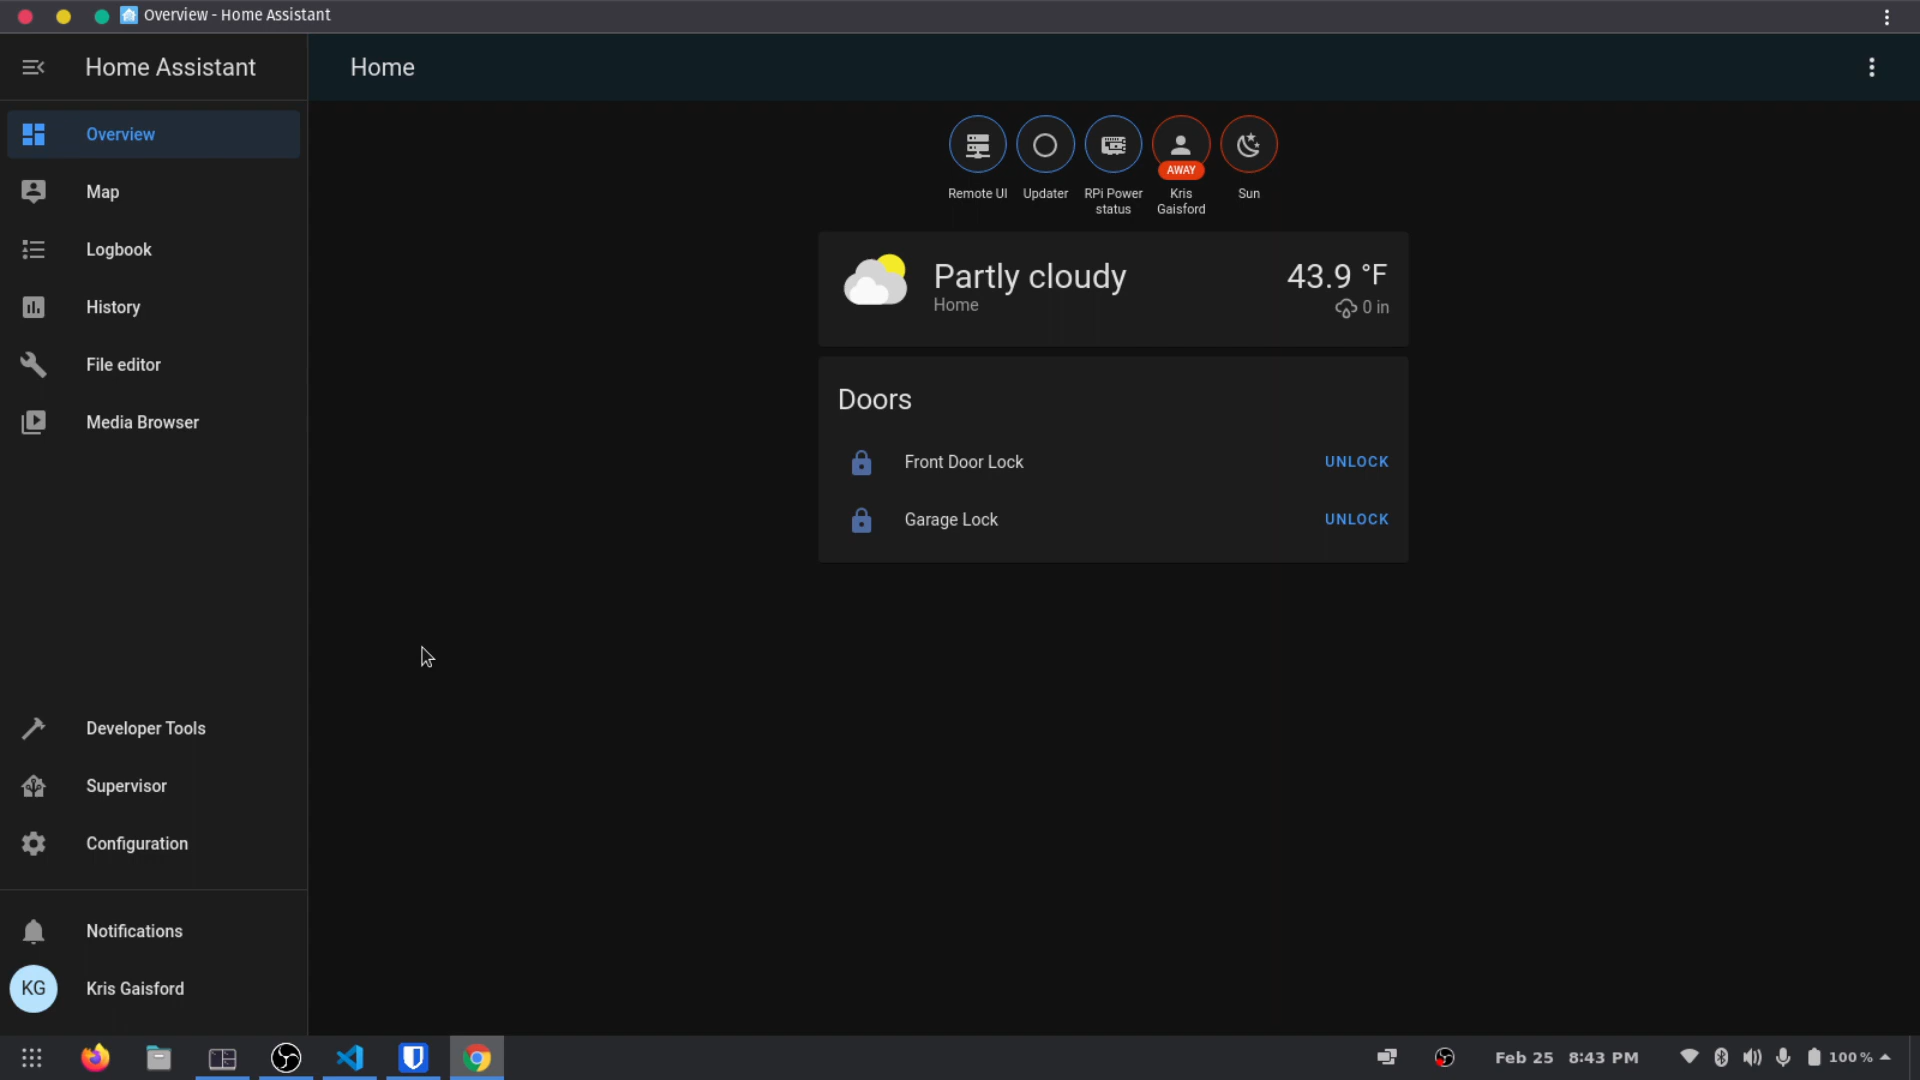 Overview - Home Assistant
Home Assistant
Home
Overview
Map
Logbook
History
File editor
Media Browser
Developer Tools
Supervisor
Configuration
Notifications
KG
Kris Gaisford
AWAY
Remote UI
Updater
RPi Power
status
Kris
Gaisford
Sun
Partly cloudy
Home
43.9 °F
0 in
Doors
Front Door Lock
UNLOCK
Garage Lock
UNLOCK
Feb 25 8:43 PM
100 %